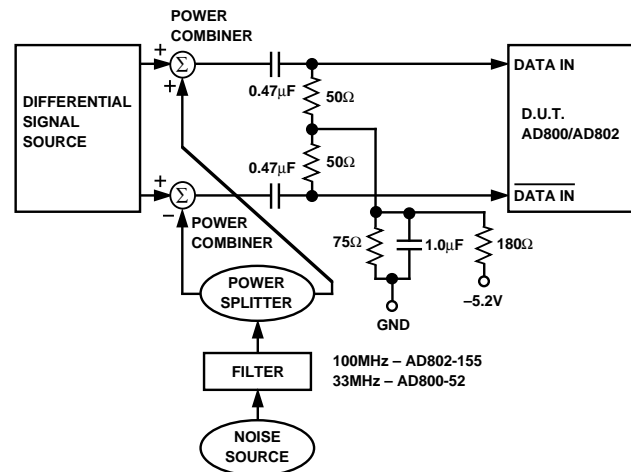 POWER
COMBINER
DIFFERENTIAL
SIGNAL
SOURCE
+
+
Σ
0.47μF
50Ω
DATA IN
D.U.T.
AD800/AD802
0.47μF
50Ω
DATA IN
+
–
Σ
POWER
COMBINER
75Ω
1.0μF
180Ω
–5.2V
GND
POWER
SPLITTER
FILTER
100MHz – AD802-155
33MHz – AD800-52
NOISE
SOURCE